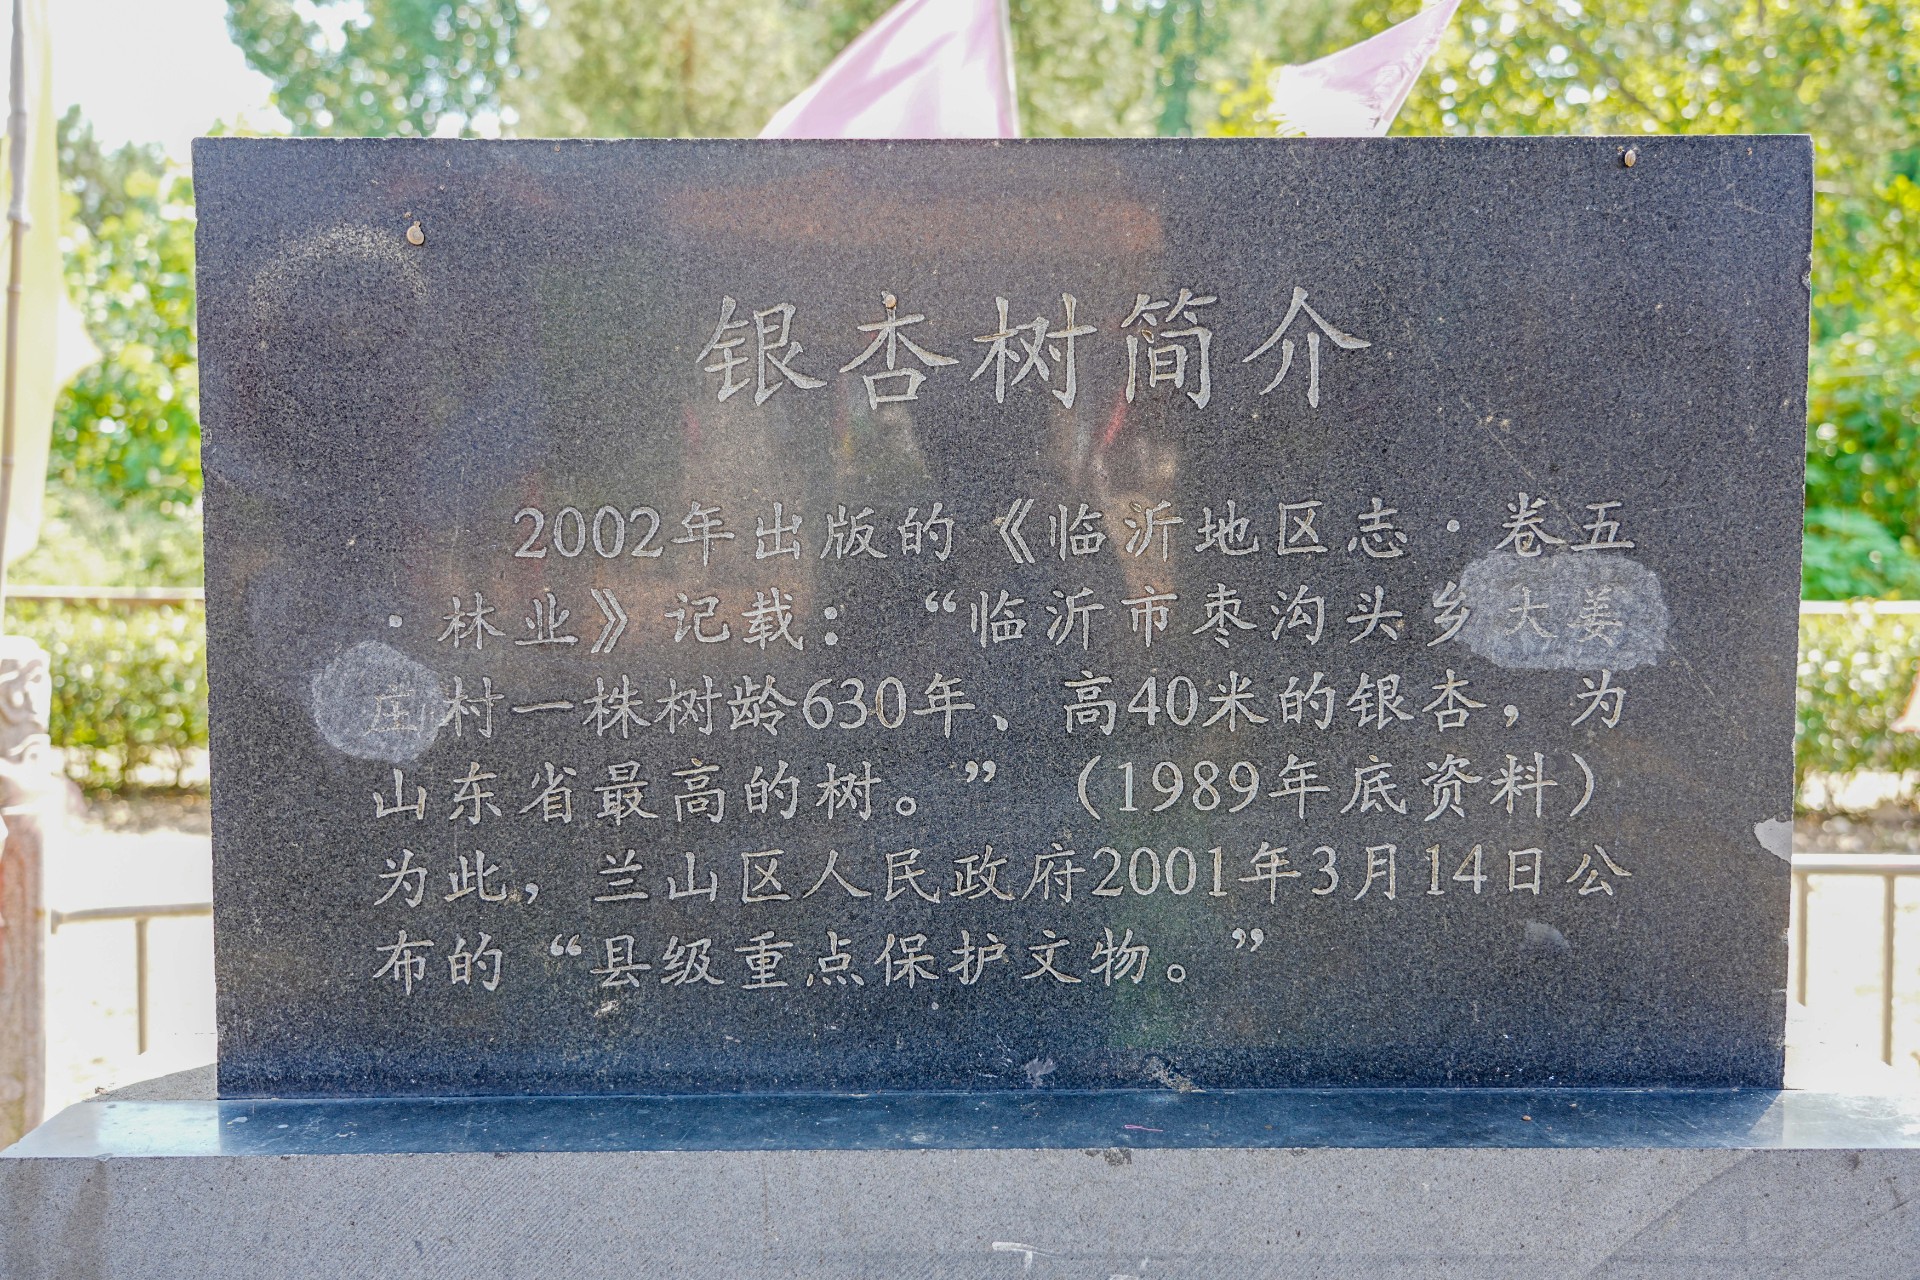 银杏树简介
2002年出版的《临沂地区志·卷五
·林业》记载：“临沂市枣沟头乡大姜
庄村一株树龄630年、高40米的银杏，为
山东省最高的树。”（1989年底资料）
为此，兰山区人民政府2001年3月14日公
布的“县级重点保护文物。”